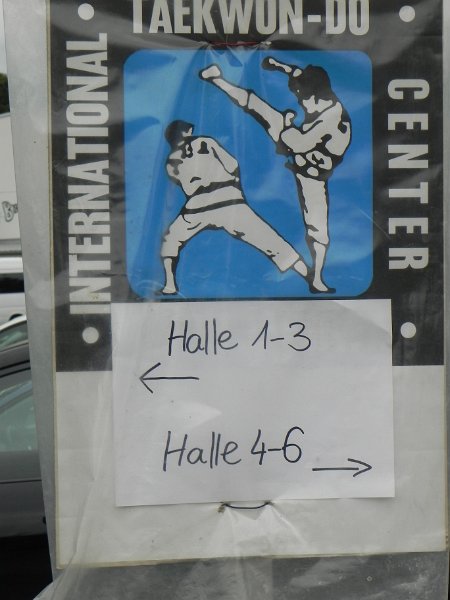 TAEKWON-DO
INTERNATIONAL
CENTER
Halle 1-3
←
Halle 4-6 →